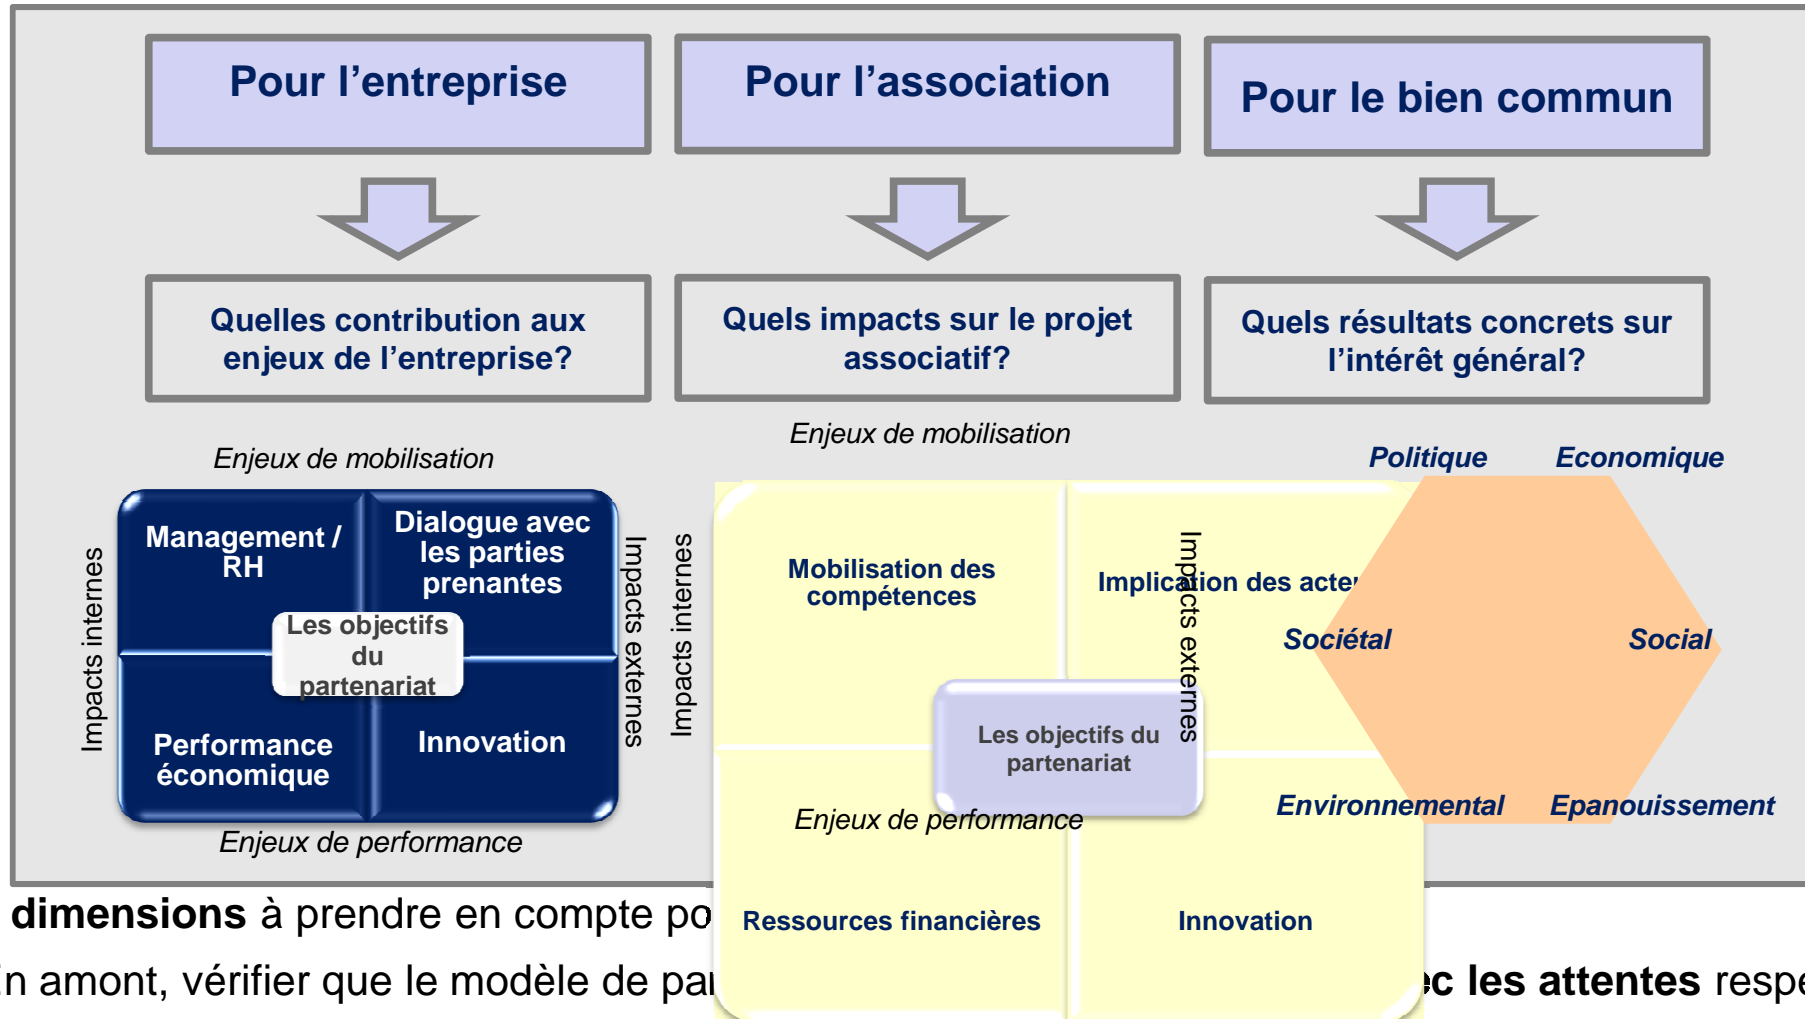 Pour l’entreprise
Pour l’association
Pour le bien commun
Quelles contribution aux
enjeux de l’entreprise?
Quels impacts sur le projet
associatif?
Quels résultats concrets sur
l’intérêt général?
Enjeux de mobilisation
Impacts internes
Management /
RH
Dialogue avec
les parties
prenantes
Les objectifs
du
partenariat
Performance
économique
Innovation
Impacts externes
Enjeux de performance
Enjeux de mobilisation
Impacts internes
Mobilisation des
compétences
Implication des
Impacts externes
Les objectifs du
partenariat
Enjeux de performance
Ressources financières
Innovation
Politique
Economique
Sociétal
Social
Environnemental
Epanouissement
dimensions à prendre en compte
En amont, vérifier que le modèle de
les attentes